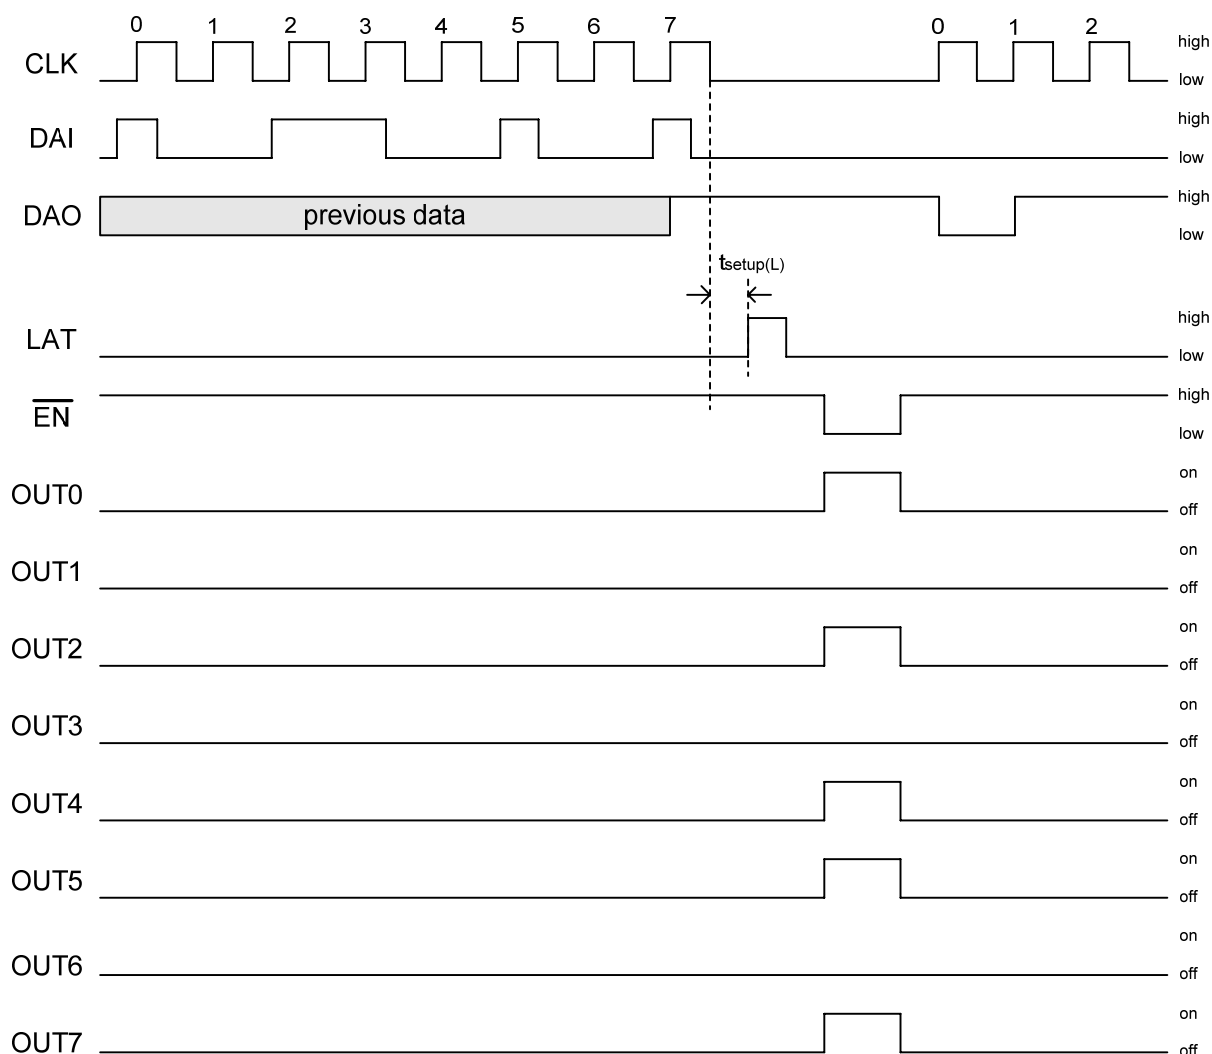 0 1 2 3 4 5 6 7 0 1 2
CLK high
low
DAI high
low
DAO previous data high
low
tsetup(L)
LAT high
low
EN high
low
OUT0 on
off
OUT1 on
off
OUT2 on
off
OUT3 on
off
OUT4 on
off
OUT5 on
off
OUT6 on
off
OUT7 on
off